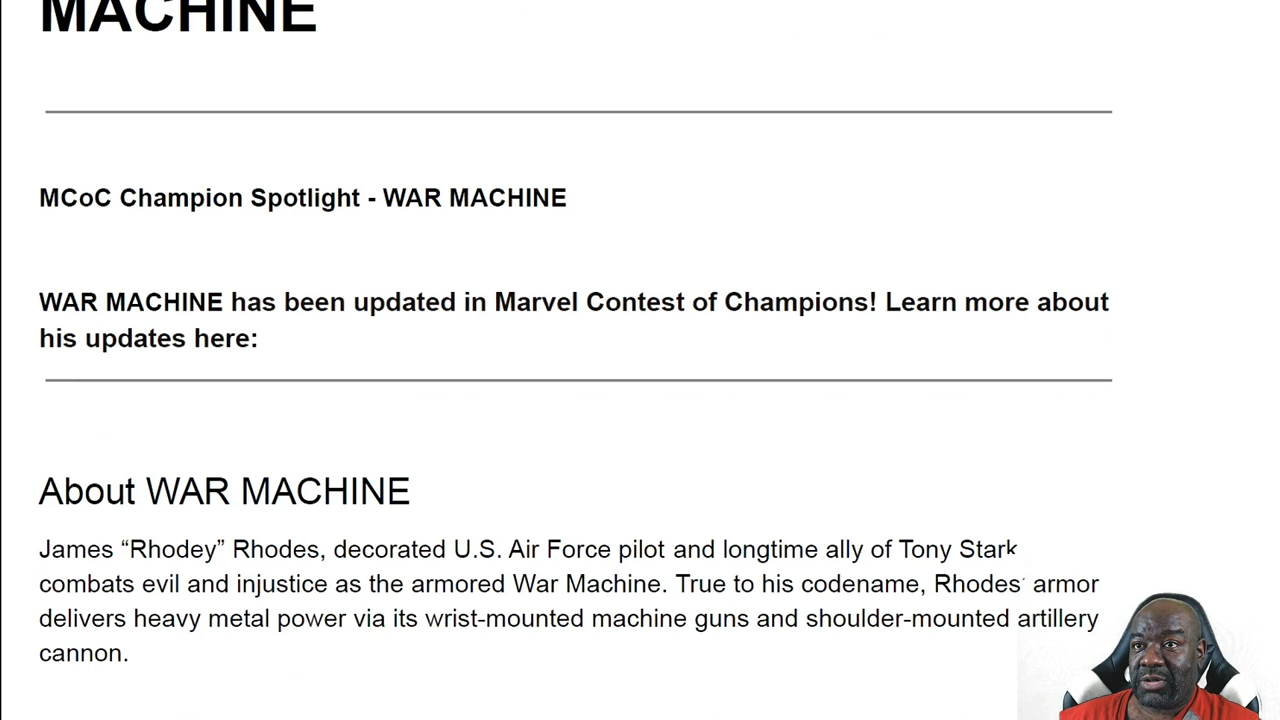 MACHINE
MCoC Champion Spotlight - WAR MACHINE
WAR MACHINE has been updated in Marvel Contest of Champions! Learn more about
his updates here:
About WAR MACHINE
James “Rhodey” Rhodes, decorated U.S. Air Force pilot and longtime ally of Tony Stark
combats evil and injustice as the armored War Machine. True to his codename, Rhodes’ armor
delivers heavy metal power via its wrist-mounted machine guns and shoulder-mounted artillery
cannon.